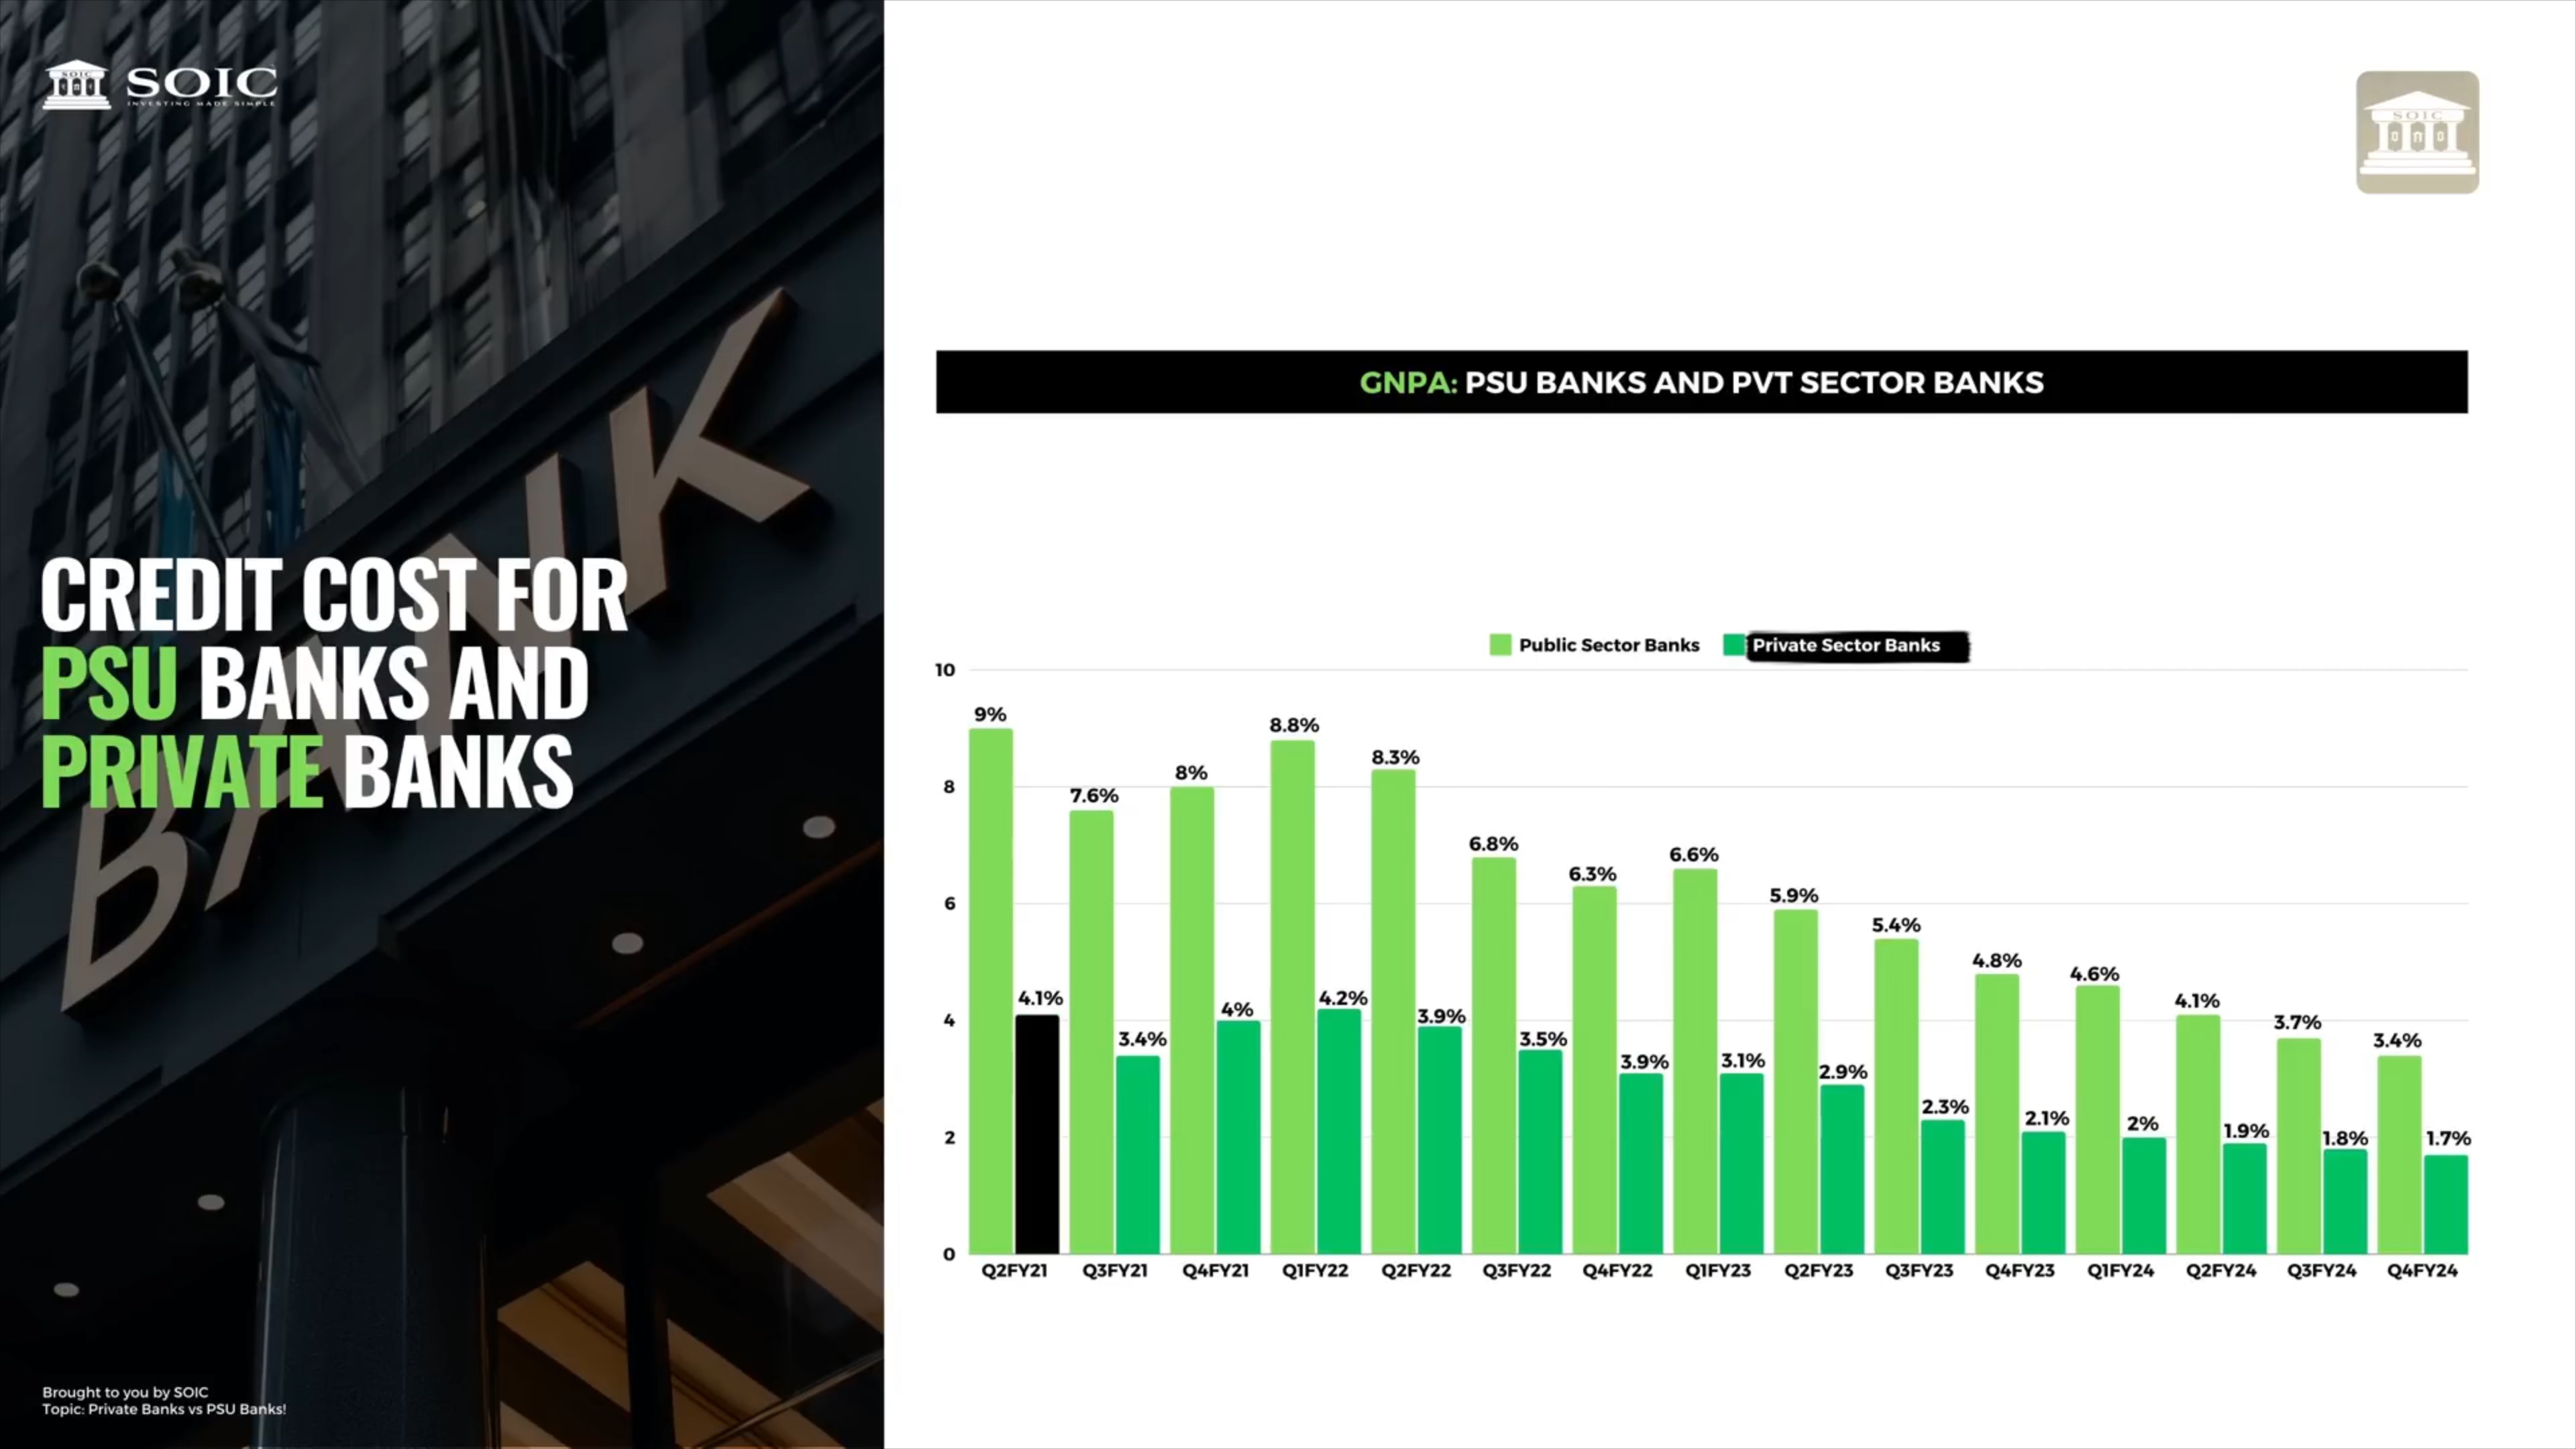 SOIC
SOIC
INVESTING MADE SIMPLE
BANK
CREDIT COST FOR
PSU BANKS AND
PRIVATE BANKS
Brought to you by SOIC
Topic: Private Banks vs PSU Banks!
SOIC
GNPA: PSU BANKS AND PVT SECTOR BANKS
Public Sector Banks Private Sector Banks
10
8
6
4
2
0
9% 7.6% 8% 8.8% 8.3% 6.8% 6.3% 6.6% 5.9% 5.4% 4.8% 4.6% 4.1% 3.7% 3.4%
4.1% 3.4% 4% 4.2% 3.9% 3.5% 3.9% 3.1% 2.9% 2.3% 2.1% 2% 1.9% 1.8% 1.7%
Q2FY21 Q3FY21 Q4FY21 Q1FY22 Q2FY22 Q3FY22 Q4FY22 Q1FY23 Q2FY23 Q3FY23 Q4FY23 Q1FY24 Q2FY24 Q3FY24 Q4FY24